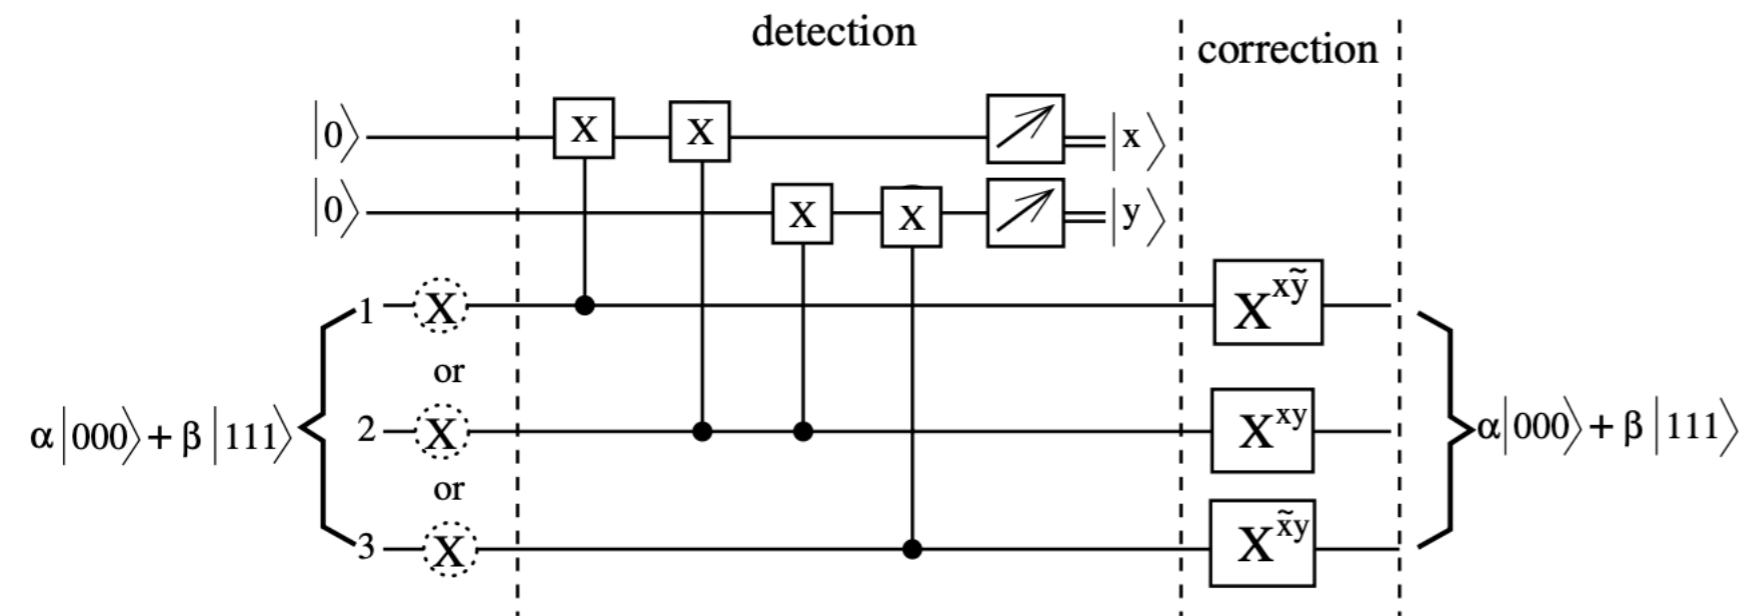 detection
correction
|0⟩ X X |x⟩
|0⟩ X X |y⟩
1 X X^{xỹ}
or
α|000⟩ + β|111⟩ 2 X X^{xy} α|000⟩ + β|111⟩
or
3 X X^{x̃y}